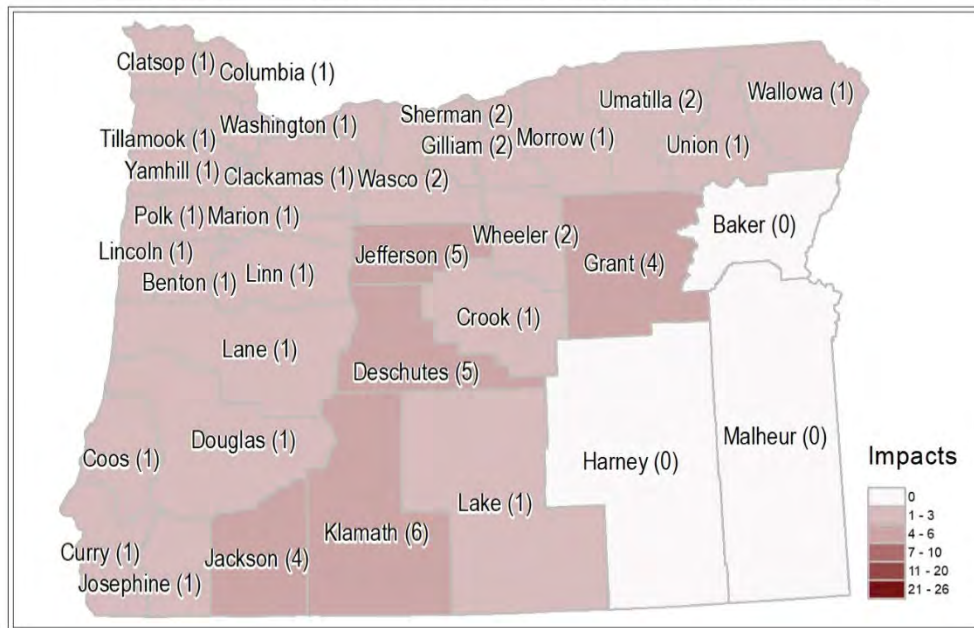 Clatsop (1)
Columbia (1)
Tillamook (1)
Washington (1)
Sherman (2)
Gilliam (2)
Morrow (1)
Umatilla (2)
Wallowa (1)
Union (1)
Yamhill (1)
Clackamas (1)
Wasco (2)
Polk (1)
Marion (1)
Lincoln (1)
Benton (1)
Linn (1)
Jefferson (5)
Wheeler (2)
Grant (4)
Baker (0)
Crook (1)
Lane (1)
Deschutes (5)
Coos (1)
Douglas (1)
Harney (0)
Malheur (0)
Lake (1)
Klamath (6)
Curry (1)
Josephine (1)
Jackson (4)
Impacts
0
1 - 3
4 - 6
7 - 10
11 - 20
21 - 26